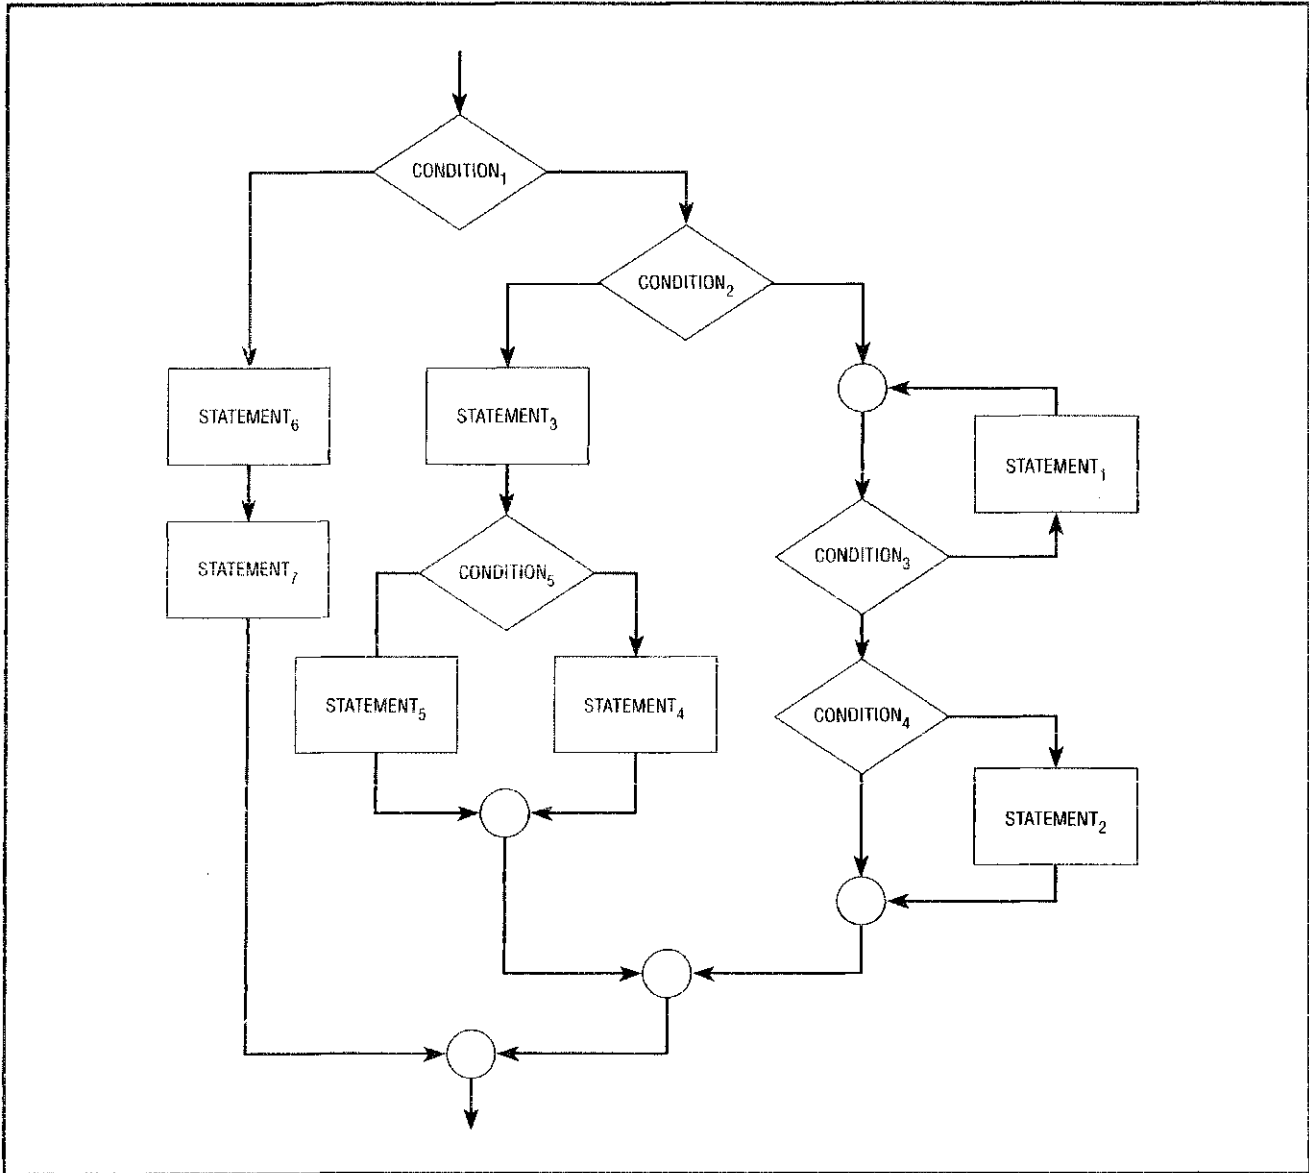 CONDITION₁
CONDITION₂
STATEMENT₆
STATEMENT₃
STATEMENT₁
STATEMENT₇
CONDITION₅
CONDITION₃
STATEMENT₅
STATEMENT₄
CONDITION₄
STATEMENT₂